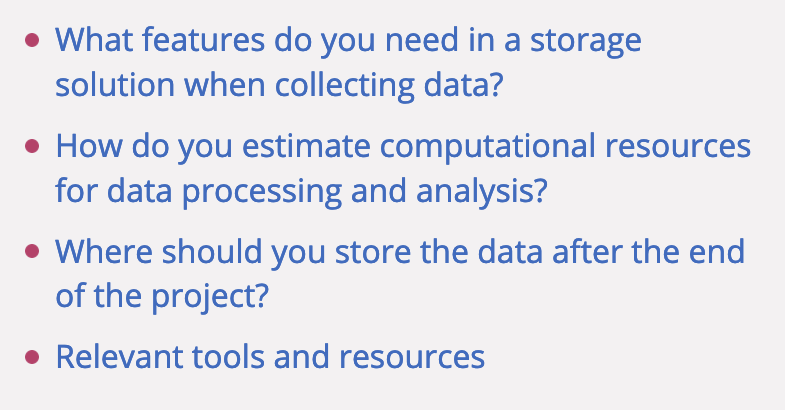 What features do you need in a storage
solution when collecting data?
How do you estimate computational resources
for data processing and analysis?
Where should you store the data after the end
of the project?
Relevant tools and resources